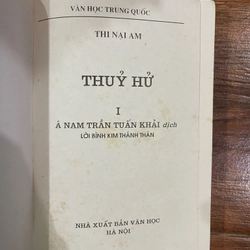 VĂN HỌC TRUNG QUỐC
THI NẠI AM
THUỶ HỬ
I
Á NAM TRẦN TUẤN KHẢI dịch
LỜI BÌNH KIM THÁNH THÁN
NHÀ XUẤT BẢN VĂN HỌC
HÀ NỘI